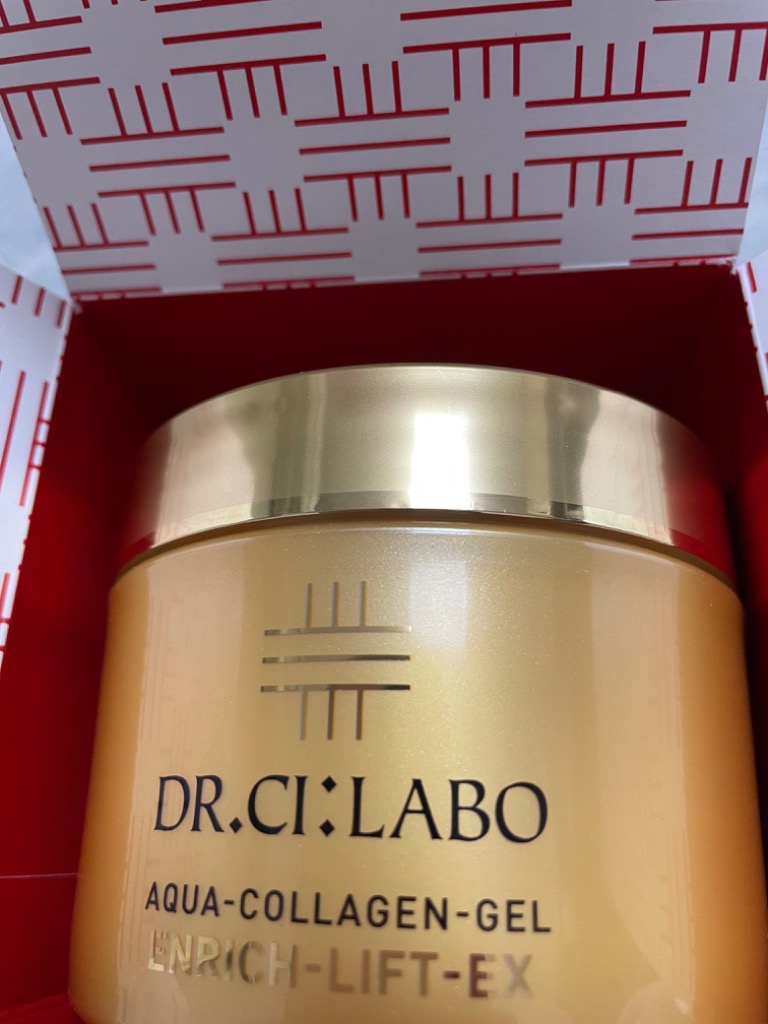 DR.CI:LABO
AQUA-COLLAGEN-GEL
ENRICH-LIFT-EX